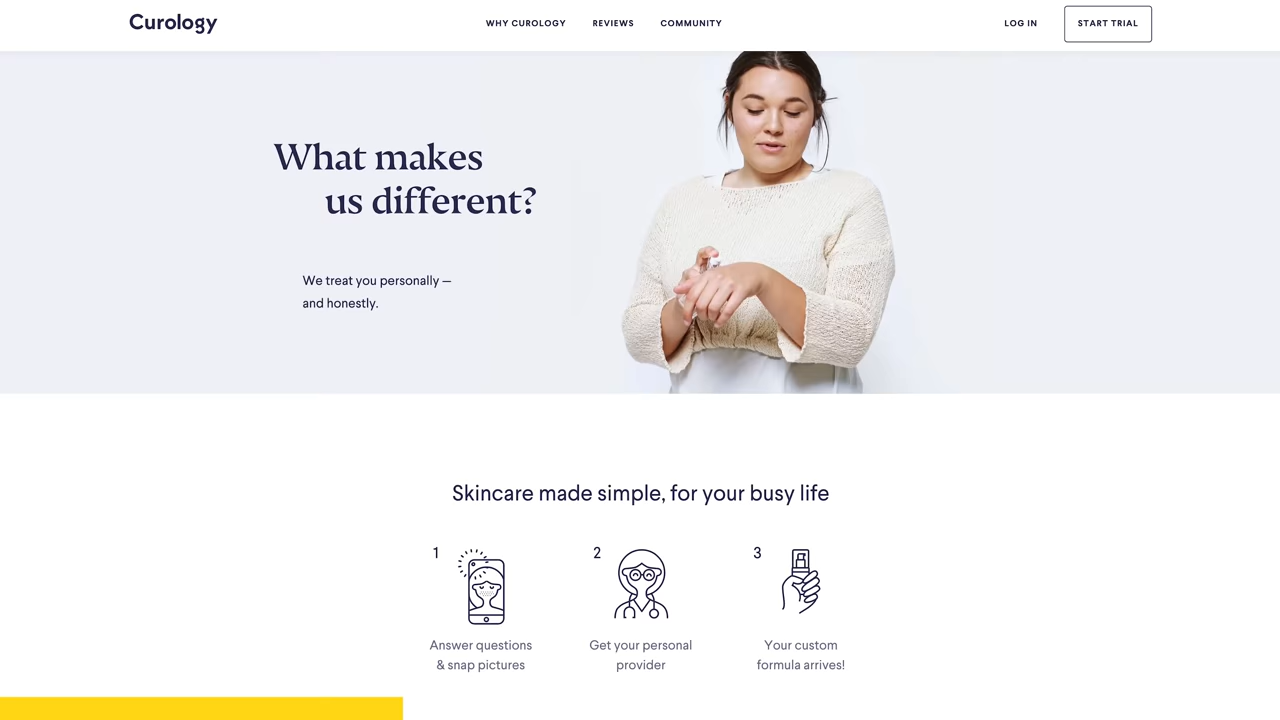 Curology
WHY CUROLOGY
REVIEWS
COMMUNITY
LOG IN
START TRIAL
What makes
us different?
We treat you personally —
and honestly.
Skincare made simple, for your busy life
1
Answer questions
& snap pictures
2
Get your personal
provider
3
Your custom
formula arrives!